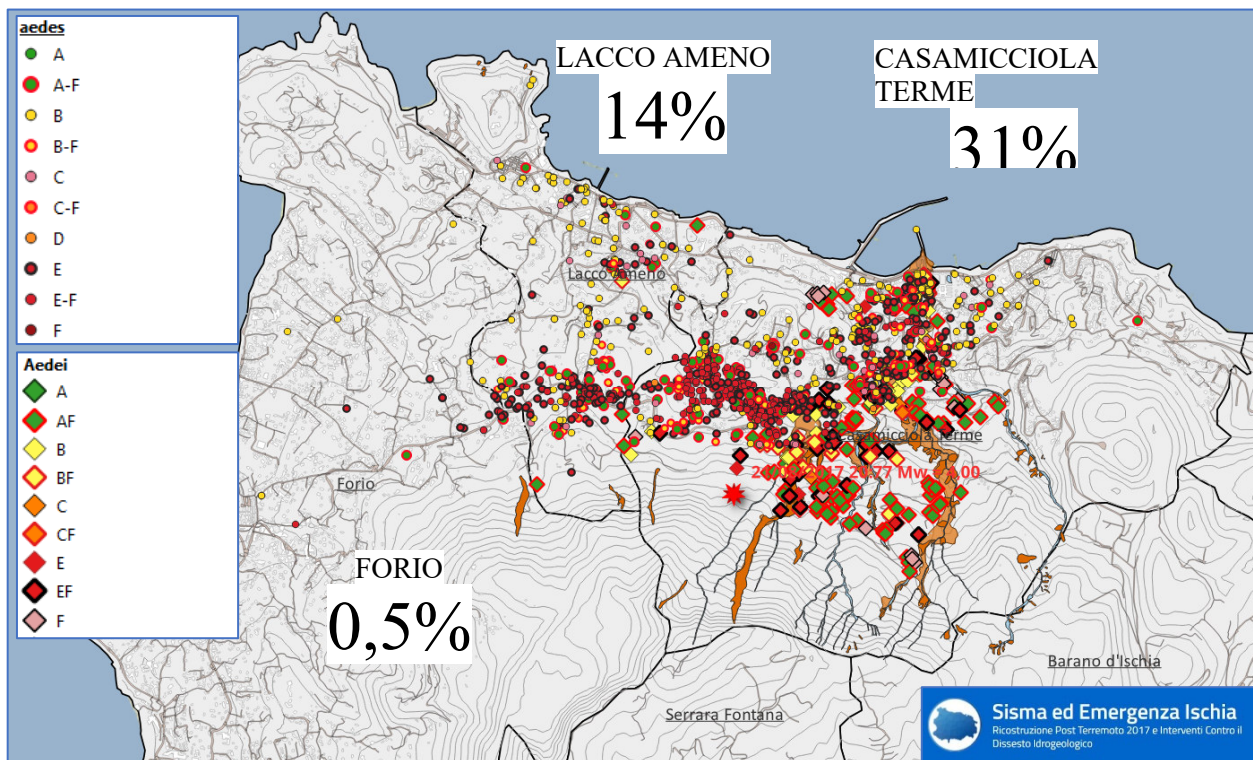 aedes
A
A-F
B
B-F
C
C-F
D
E
E-F
F
Aedei
A
AF
B
BF
C
CF
E
EF
F
LACCO AMENO
14%
CASAMICCIOLA
TERME
31%
Lacco Ameno
Casamicciola Terme
Mw
Forio
FORIO
0,5%
Barano d'Ischia
Serrara Fontana
Sisma ed Emergenza Ischia
Ricostruzione Post Terremoto 2017 e Interventi Contro il
Dissesto Idrogeologico